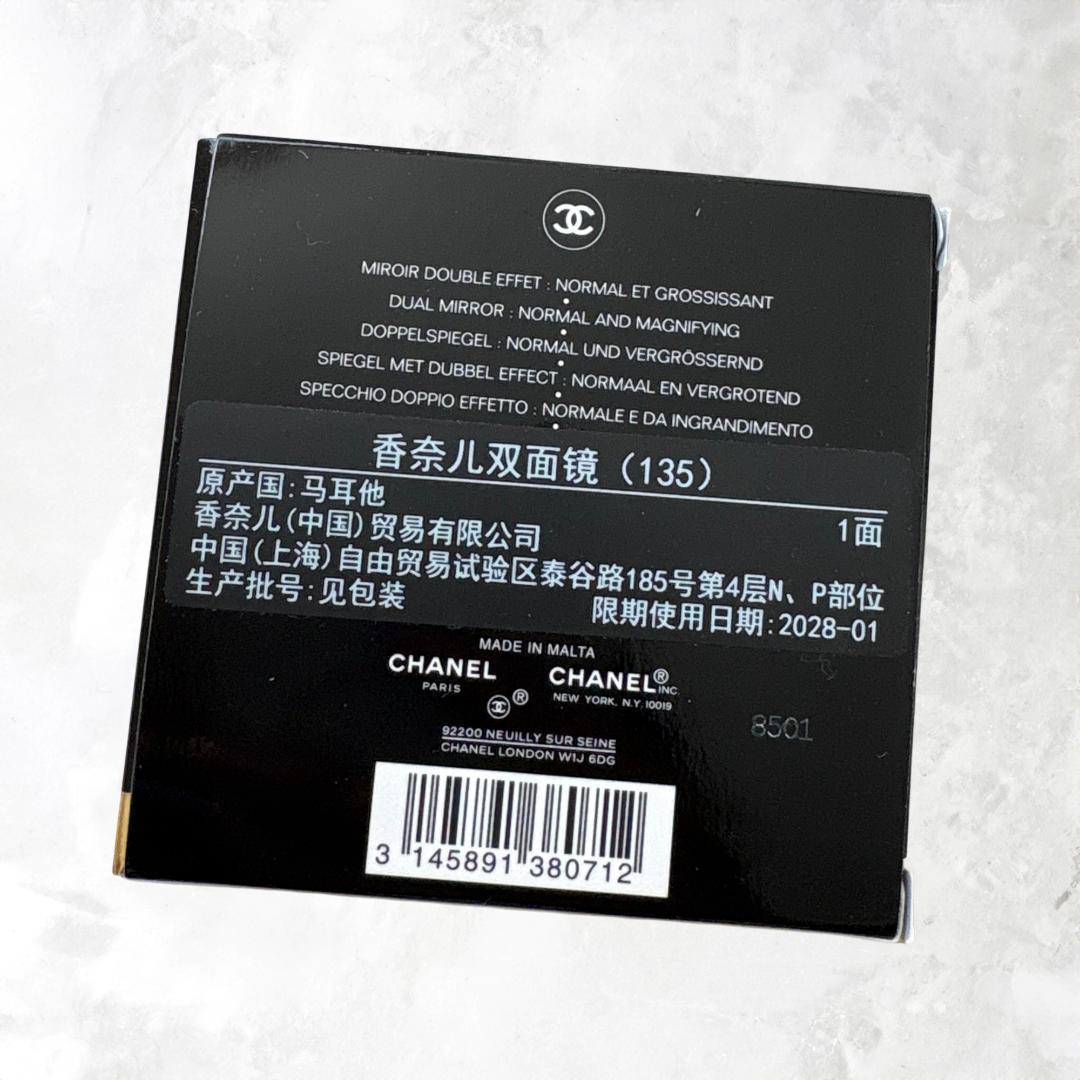 MIROIR DOUBLE EFFET : NORMAL ET GROSSISSANT
•
DUAL MIRROR : NORMAL AND MAGNIFYING
•
DOPPELSPIEGEL : NORMAL UND VERGRÖSSERND
•
SPIEGEL MET DUBBEL EFFECT : NORMAAL EN VERGROTEND
•
SPECCHIO DOPPIO EFFETTO : NORMALE E DA INGRANDIMENTO
•
香奈儿双面镜（135）
原产国:马耳他 1面
香奈儿(中国)贸易有限公司
中国(上海)自由贸易试验区泰谷路185号第4层N、P部位
生产批号:见包装 限期使用日期:2028-01
MADE IN MALTA
CHANEL CHANEL® INC.
PARIS NEW YORK, N.Y. 10019
®
92200 NEUILLY SUR SEINE
CHANEL LONDON W1J 6DG
8501
3 145891 380712